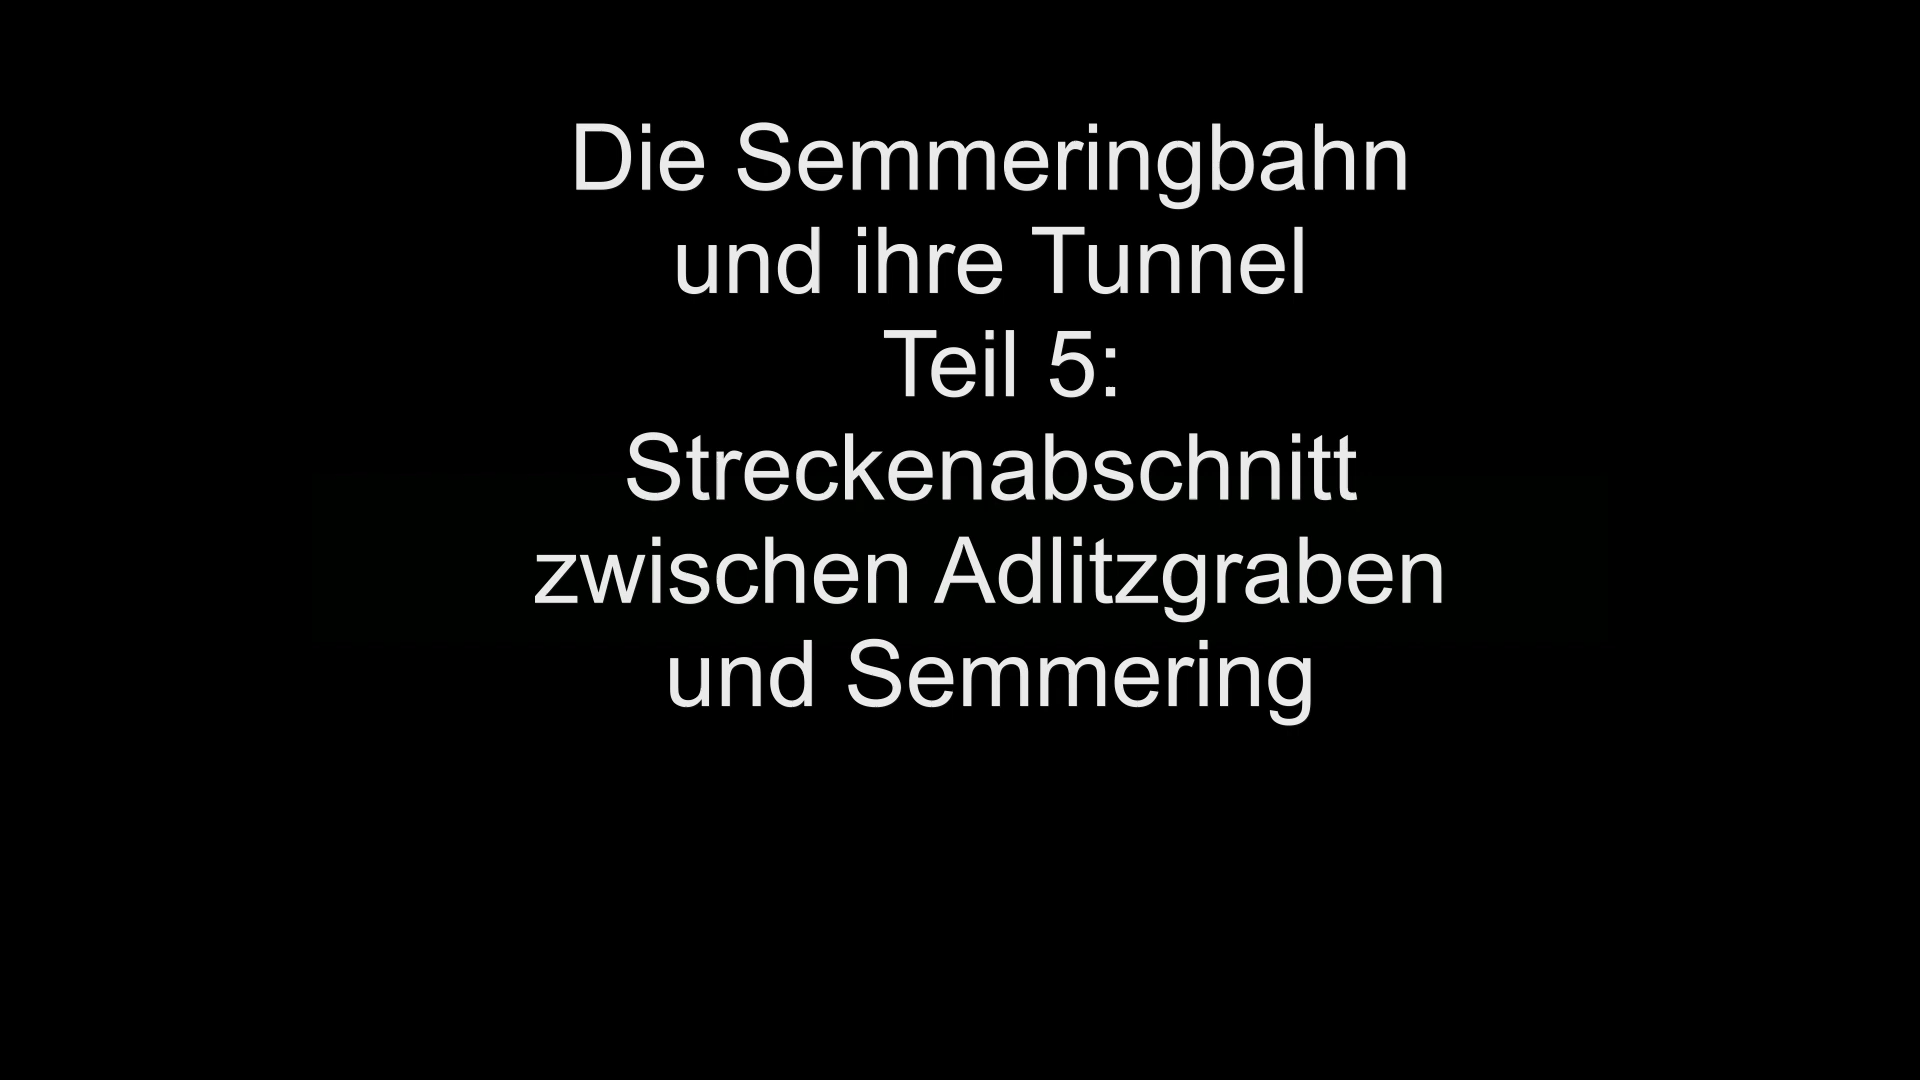 Die Semmeringbahn
und ihre Tunnel
Teil 5:
Streckenabschnitt
zwischen Adlitzgraben
und Semmering